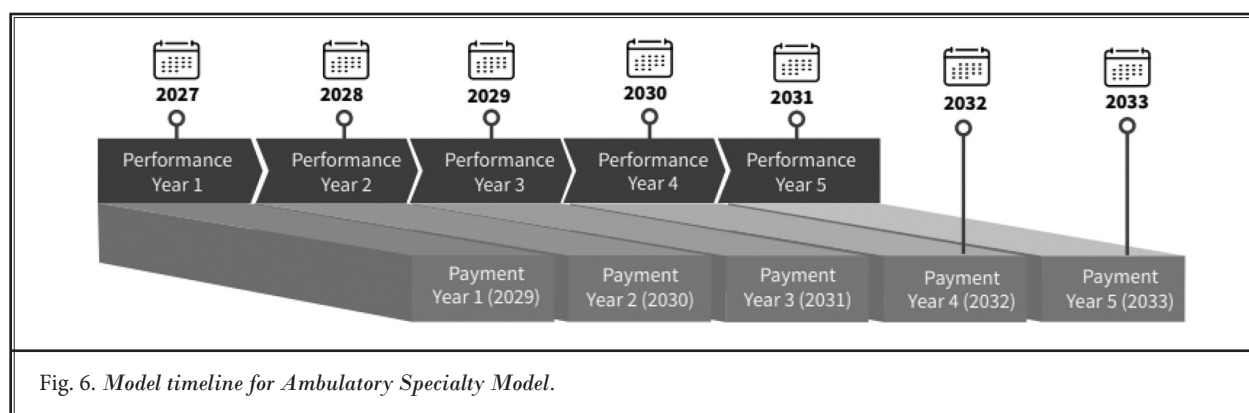 2027 2028 2029 2030 2031 2032 2033
Performance Year 1
Performance Year 2
Performance Year 3
Performance Year 4
Performance Year 5
Payment Year 1 (2029)
Payment Year 2 (2030)
Payment Year 3 (2031)
Payment Year 4 (2032)
Payment Year 5 (2033)
Fig. 6. Model timeline for Ambulatory Specialty Model.